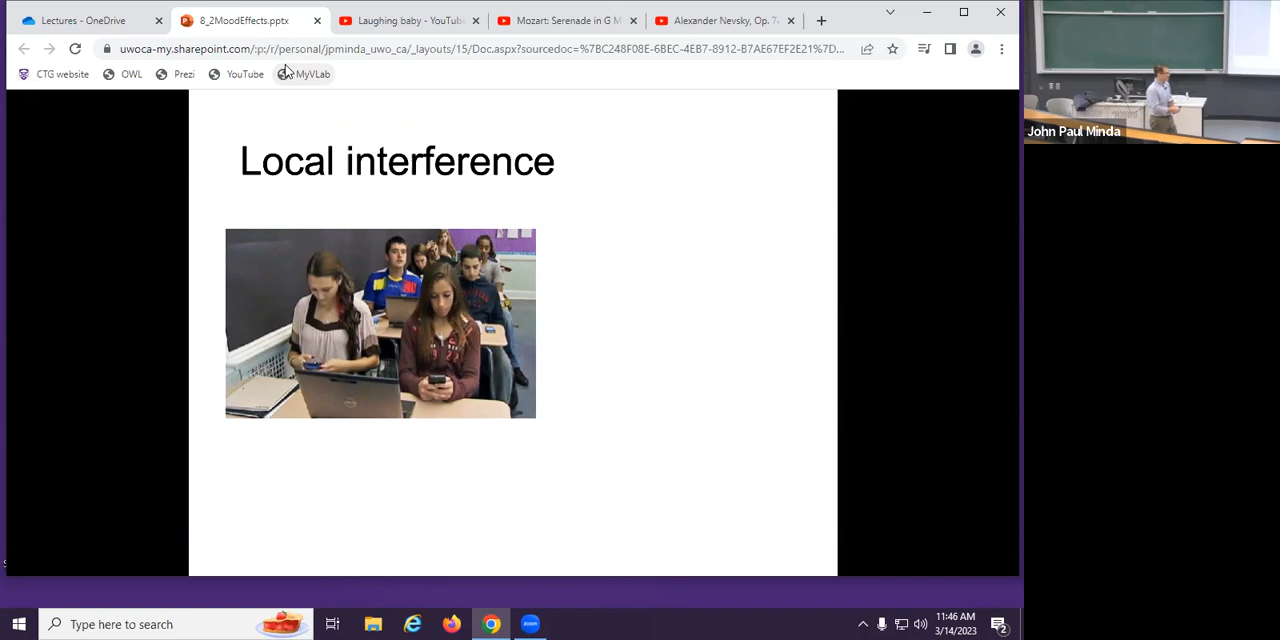 Lectures - OneDrive
8_2MoodEffects.pptx
Laughing baby - YouTube
Mozart: Serenade in G M
Alexander Nevsky, Op. 7
uwoca-my.sharepoint.com/:p:/r/personal/jpminda_uwo_ca/_layouts/15/Doc.aspx?sourcedoc=%7BC248F08E-6BEC-4EB7-8912-B7AE67EF2E21%7D...
CTG website
OWL
Prezi
YouTube
MyVLab
John Paul Minda
Local interference
Type here to search
zoom
11:46 AM
3/14/2023
2